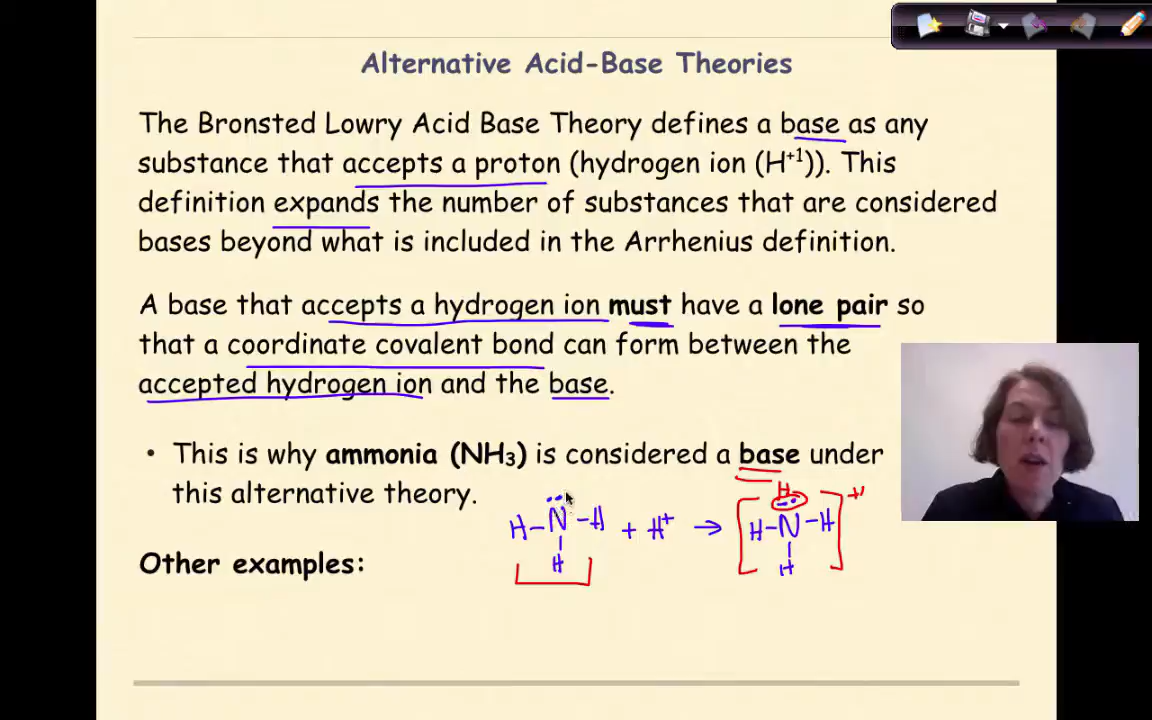 Alternative Acid-Base Theories
The Bronsted Lowry Acid Base Theory defines a base as any
substance that accepts a proton (hydrogen ion (H⁺¹)). This
definition expands the number of substances that are considered
bases beyond what is included in the Arrhenius definition.
A base that accepts a hydrogen ion must have a lone pair so
that a coordinate covalent bond can form between the
accepted hydrogen ion and the base.
• This is why ammonia (NH₃) is considered a base under
this alternative theory.
H
H-N-H + H⁺ → [H-N-H]⁺¹
H H
Other examples: